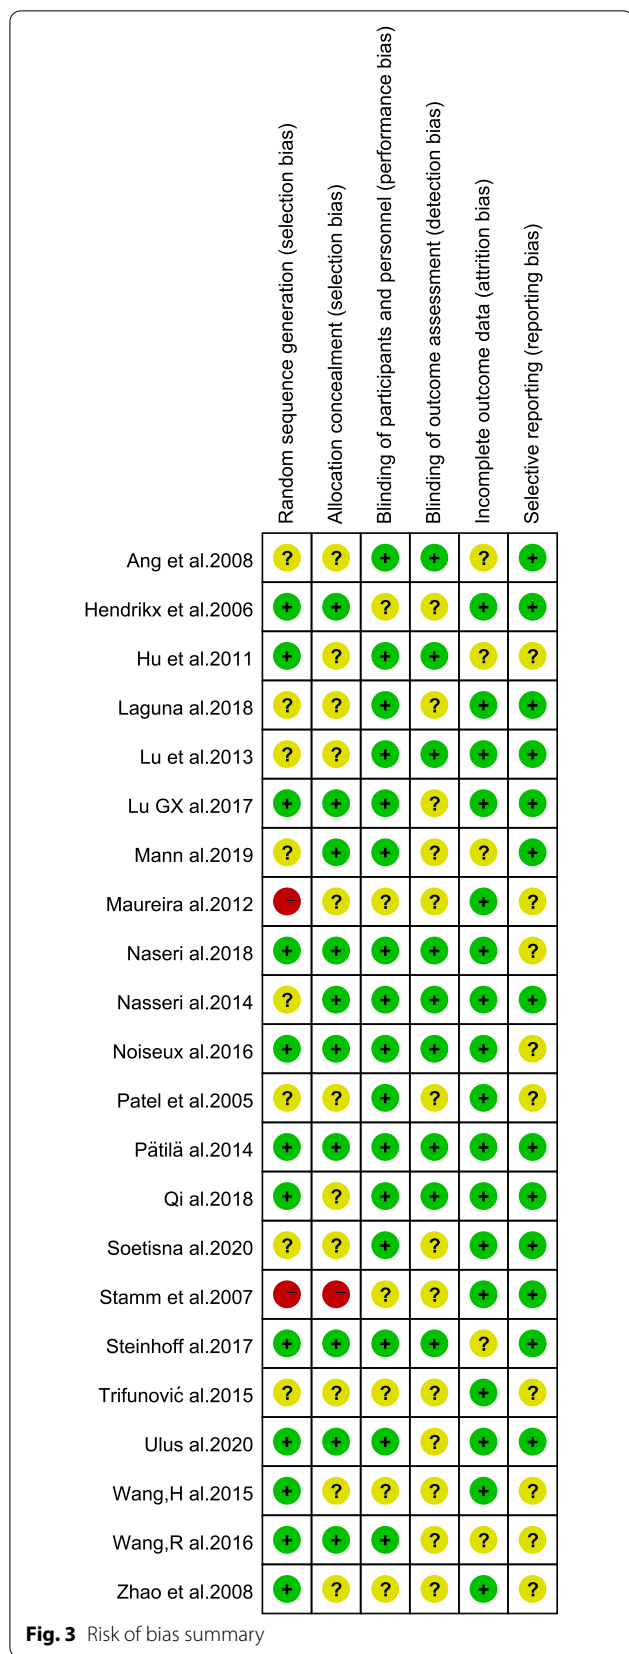 Random sequence generation (selection bias)
Allocation concealment (selection bias)
Blinding of participants and personnel (performance bias)
Blinding of outcome assessment (detection bias)
Incomplete outcome data (attrition bias)
Selective reporting (reporting bias)
Ang et al.2008 ? ? + + ? +
Hendrikx et al.2006 + + ? ? + +
Hu et al.2011 + ? + + ? ?
Laguna al.2018 ? ? + ? + +
Lu et al.2013 ? ? + + + +
Lu GX al.2017 + + + ? + +
Mann al.2019 ? + + ? ? +
Maureira al.2012 – ? ? ? + ?
Naseri al.2018 + + + + + ?
Nasseri al.2014 ? + + + + +
Noiseux al.2016 + + + + + ?
Patel et al.2005 ? ? + ? + ?
Pätilä al.2014 + + + + + +
Qi al.2018 + ? + + + +
Soetisna al.2020 ? ? + ? + +
Stamm et al.2007 – – ? ? + +
Steinhoff al.2017 + + + + ? +
Trifunović al.2015 ? ? ? ? + ?
Ulus al.2020 + + + ? + +
Wang,H al.2015 + ? ? ? + ?
Wang,R al.2016 + + + ? ? ?
Zhao et al.2008 + ? ? ? + ?
Fig. 3 Risk of bias summary